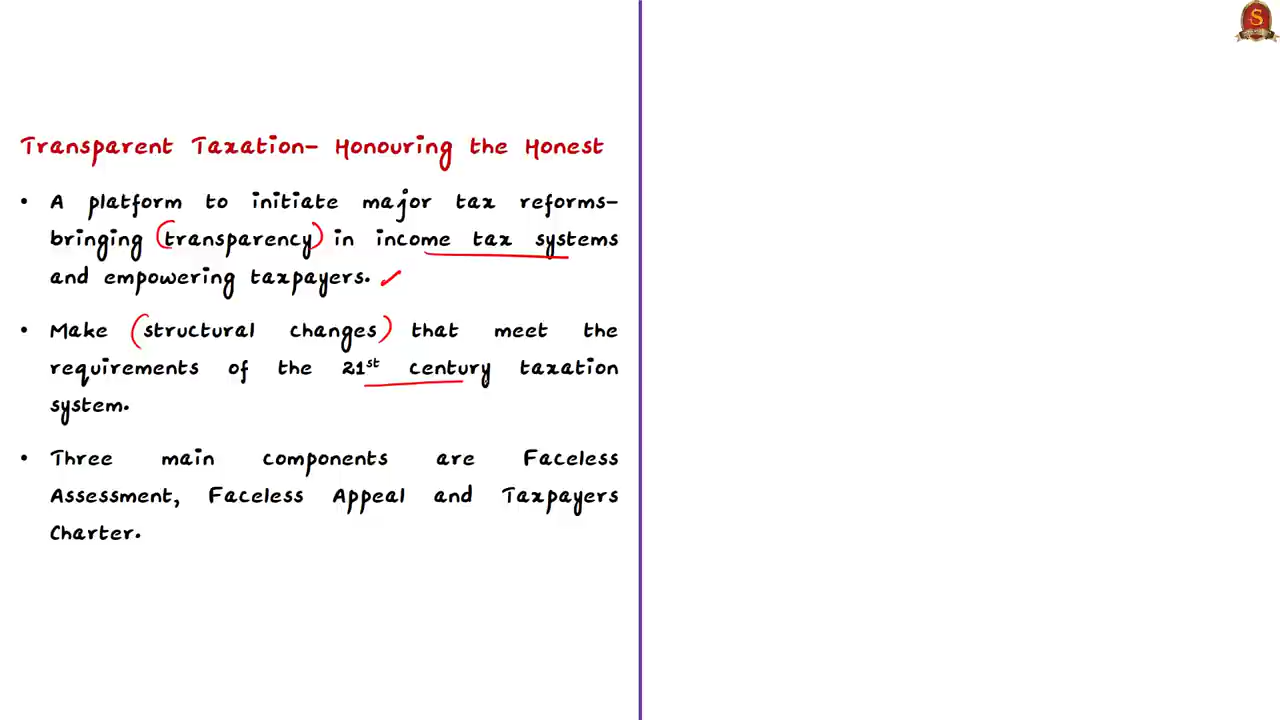 Transparent Taxation- Honouring the Honest
• A platform to initiate major tax reforms-
bringing (transparency) in income tax systems
and empowering taxpayers. ✓
• Make (structural changes) that meet the
requirements of the 21st century taxation
system.
• Three main components are Faceless
Assessment, Faceless Appeal and Taxpayers
Charter.
S